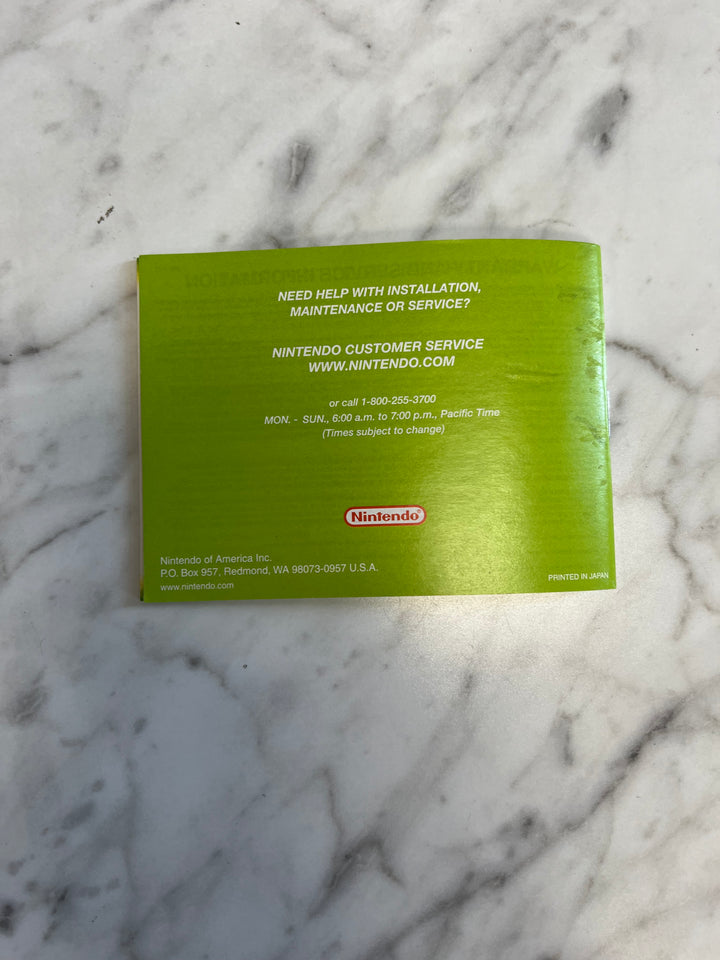 NEED HELP WITH INSTALLATION,
MAINTENANCE OR SERVICE?
NINTENDO CUSTOMER SERVICE
WWW.NINTENDO.COM
or call 1-800-255-3700
MON. - SUN., 6:00 a.m. to 7:00 p.m., Pacific Time
(Times subject to change)
Nintendo®
Nintendo of America Inc.
P.O. Box 957, Redmond, WA 98073-0957 U.S.A.
www.nintendo.com
PRINTED IN JAPAN